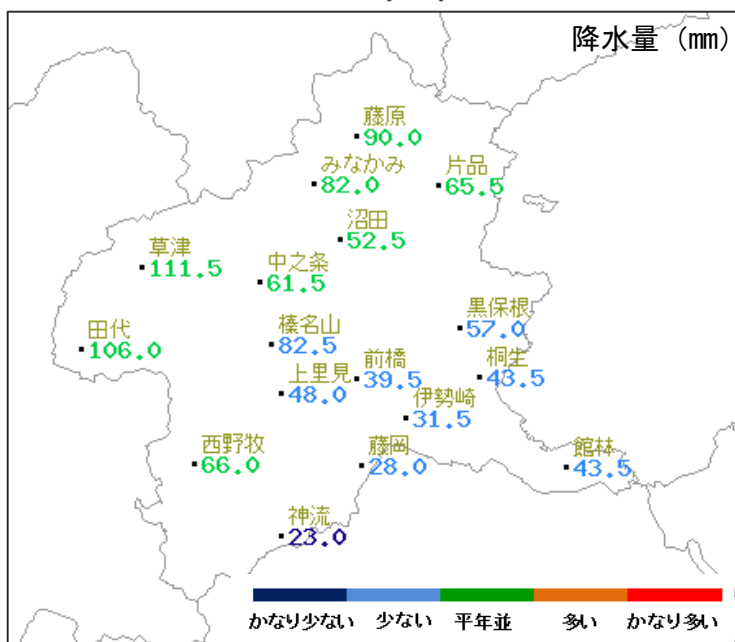 降水量 (㎜)
藤原
90.0
みなかみ
82.0
片品
65.5
沼田
52.5
草津
111.5
中之条
61.5
黒保根
57.0
田代
106.0
榛名山
82.5
前橋
39.5
桐生
43.5
上里見
48.0
伊勢崎
31.5
西野牧
66.0
藤岡
28.0
館林
43.5
神流
23.0
かなり少ない 少ない 平年並 多い かなり多い